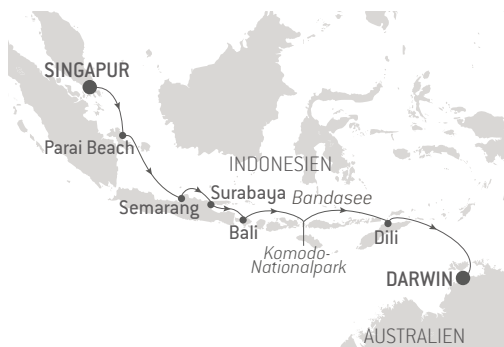 SINGAPUR
Parai Beach
INDONESIEN
Semarang
Surabaya
Bandasee
Bali
Dili
Komodo-
Nationalpark
DARWIN
AUSTRALIEN